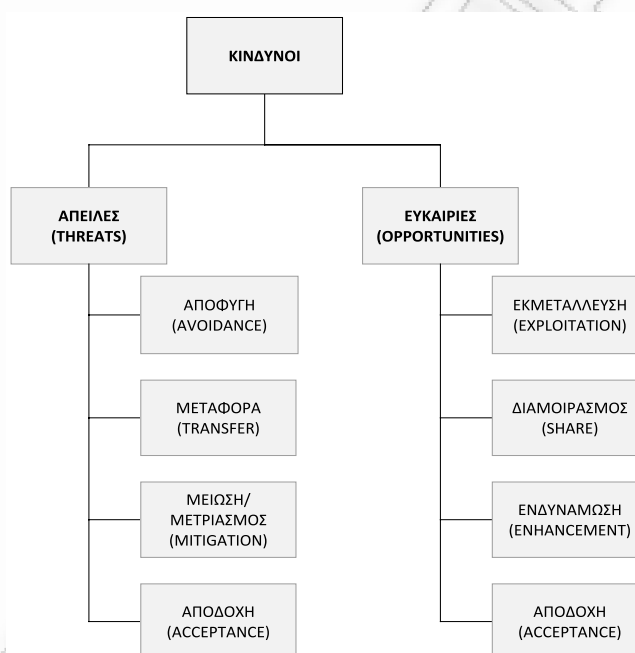 ΚΙΝΔΥΝΟΙ
ΑΠΕΙΛΕΣ
(THREATS)
ΑΠΟΦΥΓΗ
(AVOIDANCE)
ΜΕΤΑΦΟΡΑ
(TRANSFER)
ΜΕΙΩΣΗ/
ΜΕΤΡΙΑΣΜΟΣ
(MITIGATION)
ΑΠΟΔΟΧΗ
(ACCEPTANCE)
ΕΥΚΑΙΡΙΕΣ
(OPPORTUNITIES)
ΕΚΜΕΤΑΛΛΕΥΣΗ
(EXPLOITATION)
ΔΙΑΜΟΙΡΑΣΜΟΣ
(SHARE)
ΕΝΔΥΝΑΜΩΣΗ
(ENHANCEMENT)
ΑΠΟΔΟΧΗ
(ACCEPTANCE)